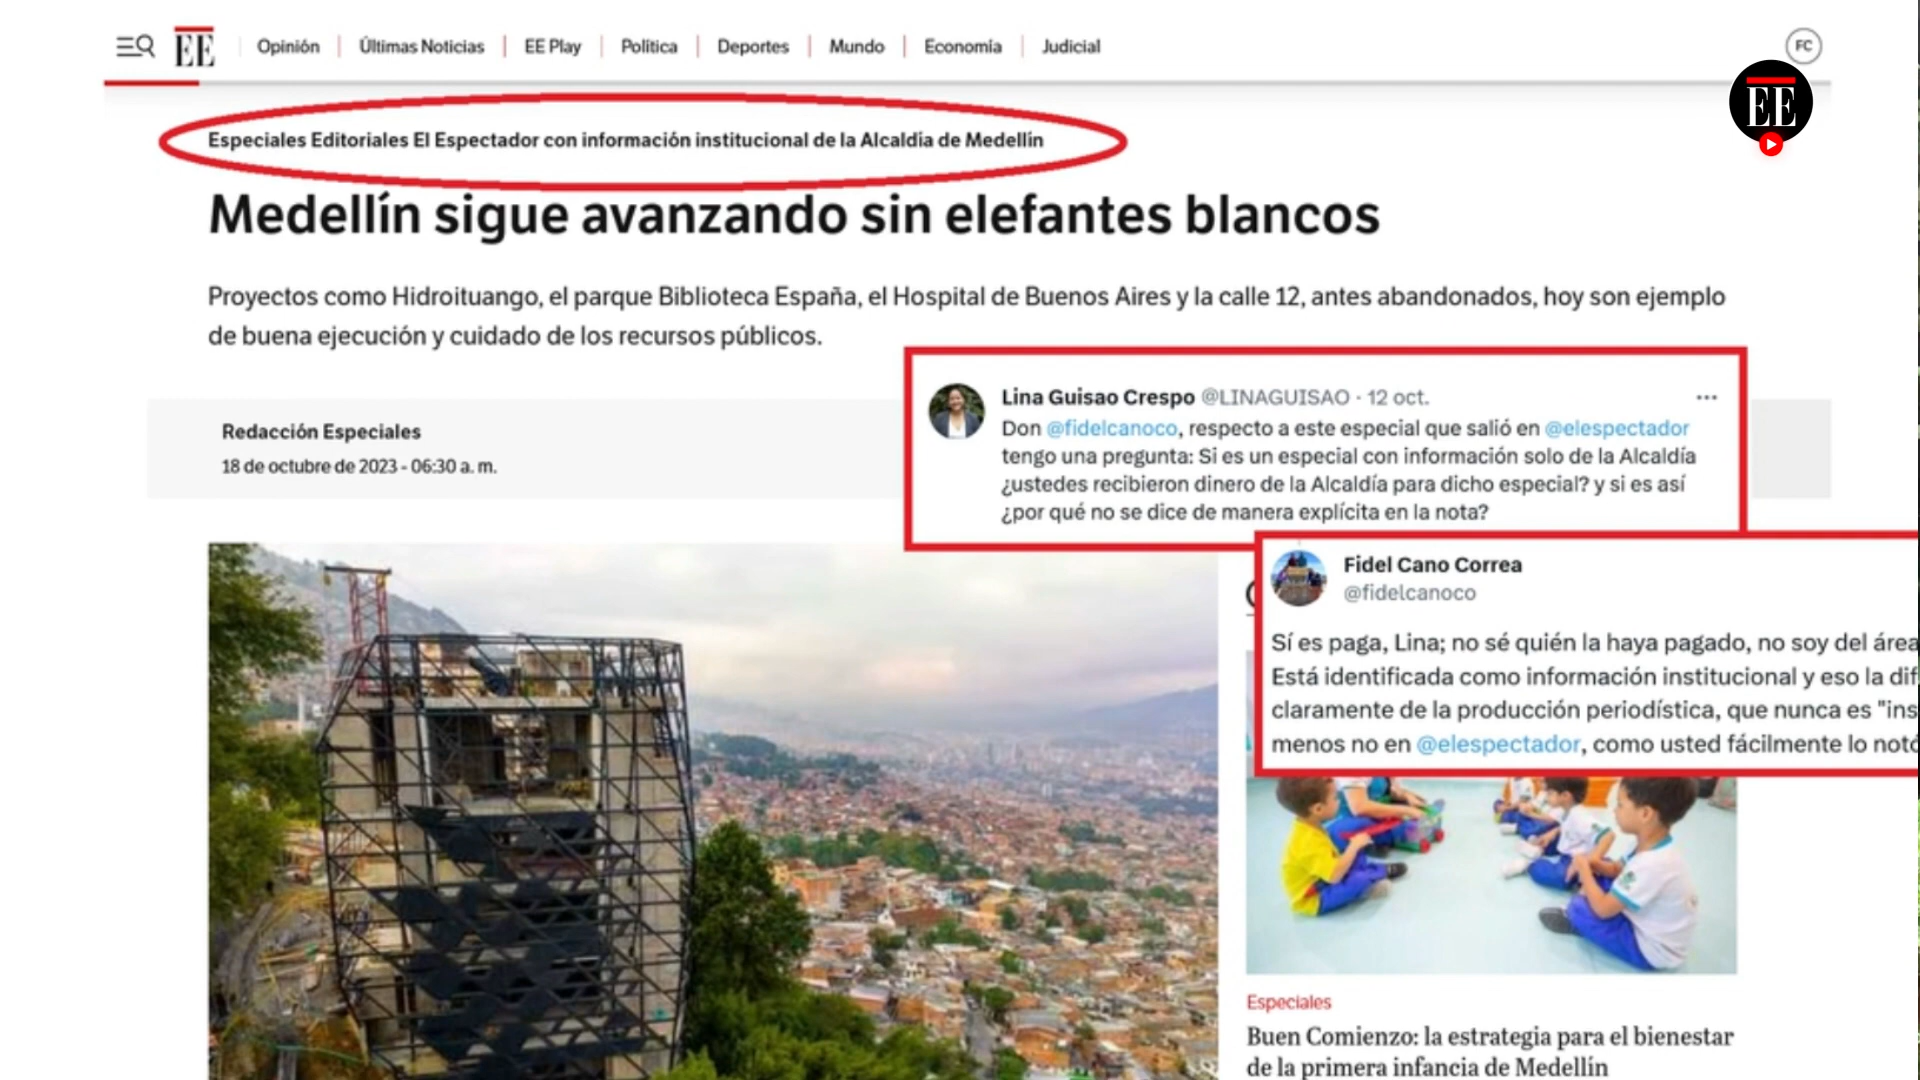 EE
Opinión
Últimas Noticias
EE Play
Política
Deportes
Mundo
Economía
Judicial
FC
EE
Especiales Editoriales El Espectador con información institucional de la Alcaldía de Medellín
Medellín sigue avanzando sin elefantes blancos
Proyectos como Hidroituango, el parque Biblioteca España, el Hospital de Buenos Aires y la calle 12, antes abandonados, hoy son ejemplo
de buena ejecución y cuidado de los recursos públicos.
Redacción Especiales
18 de octubre de 2023 - 06:30 a. m.
Lina Guisao Crespo @LINAGUISAO · 12 oct.
Don @fidelcanoco, respecto a este especial que salió en @elespectador
tengo una pregunta: Si es un especial con información solo de la Alcaldía
¿ustedes recibieron dinero de la Alcaldía para dicho especial? y si es así
¿por qué no se dice de manera explícita en la nota?
Fidel Cano Correa
@fidelcanoco
Sí es paga, Lina; no sé quién la haya pagado, no soy del área
Está identificada como información institucional y eso la dif
claramente de la producción periodística, que nunca es "ins
menos no en @elespectador, como usted fácilmente lo notó
Especiales
Buen Comienzo: la estrategia para el bienestar
de la primera infancia de Medellín